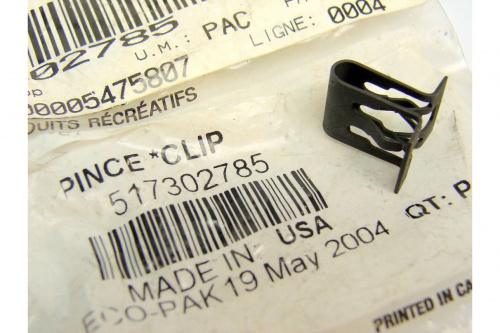 02785
U.M.: PAC
LIGNE: 0004
00005475807
UITS RÉCRÉATIFS
PINCE *CLIP
517302785
MADE IN USA
ECO-PAK 19 May 2004 QT: P
PRINTED IN CA